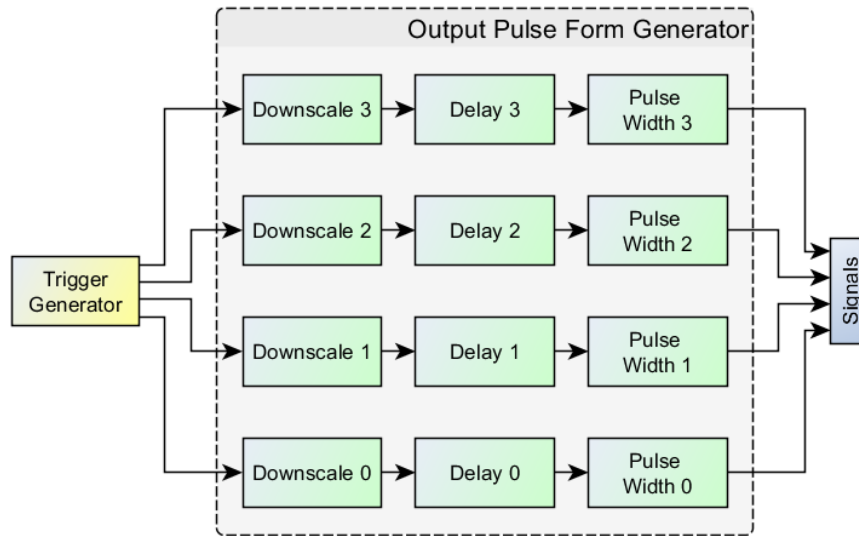 Output Pulse Form Generator
Downscale 3
Delay 3
Pulse
Width 3
Downscale 2
Delay 2
Pulse
Width 2
Trigger
Generator
Signals
Downscale 1
Delay 1
Pulse
Width 1
Downscale 0
Delay 0
Pulse
Width 0